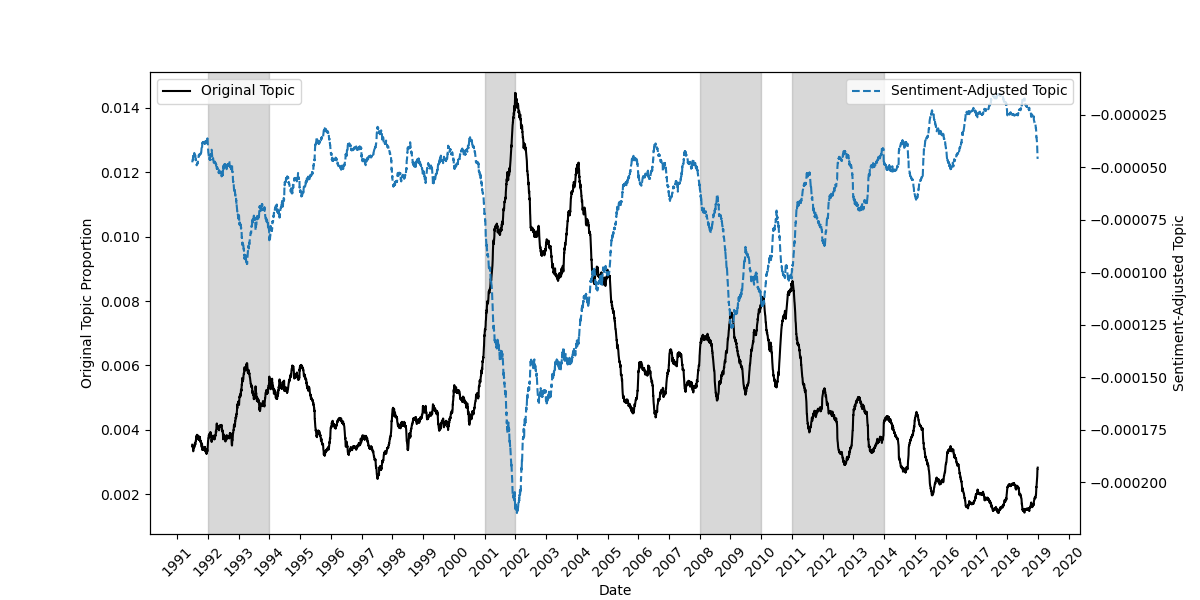 Original Topic
Sentiment-Adjusted Topic
0.014
0.012
0.010
0.008
0.006
0.004
0.002
Original Topic Proportion
−0.000025
−0.000050
−0.000075
−0.000100
−0.000125
−0.000150
−0.000175
−0.000200
Sentiment-Adjusted Topic
1991 1992 1993 1994 1995 1996 1997 1998 1999 2000 2001 2002 2003 2004 2005 2006 2007 2008 2009 2010 2011 2012 2013 2014 2015 2016 2017 2018 2019 2020
Date